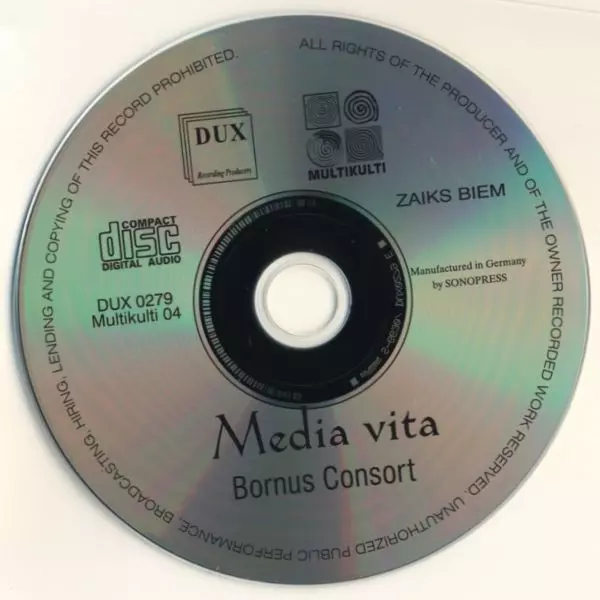 ALL RIGHTS OF THE PRODUCER AND OF THE OWNER RECORDED WORK RESERVED. UNAUTHORIZED PUBLIC PERFORMANCE, BROADCASTING, HIRING, LENDING AND COPYING OF THIS RECORD PROHIBITED.
DUX
Recording Producers
MULTIKULTI
ZAIKS BIEM
COMPACT
disc
DIGITAL AUDIO
Manufactured in Germany
by SONOPRESS
DUX 0279
Multikulti 04
Media vita
Bornus Consort